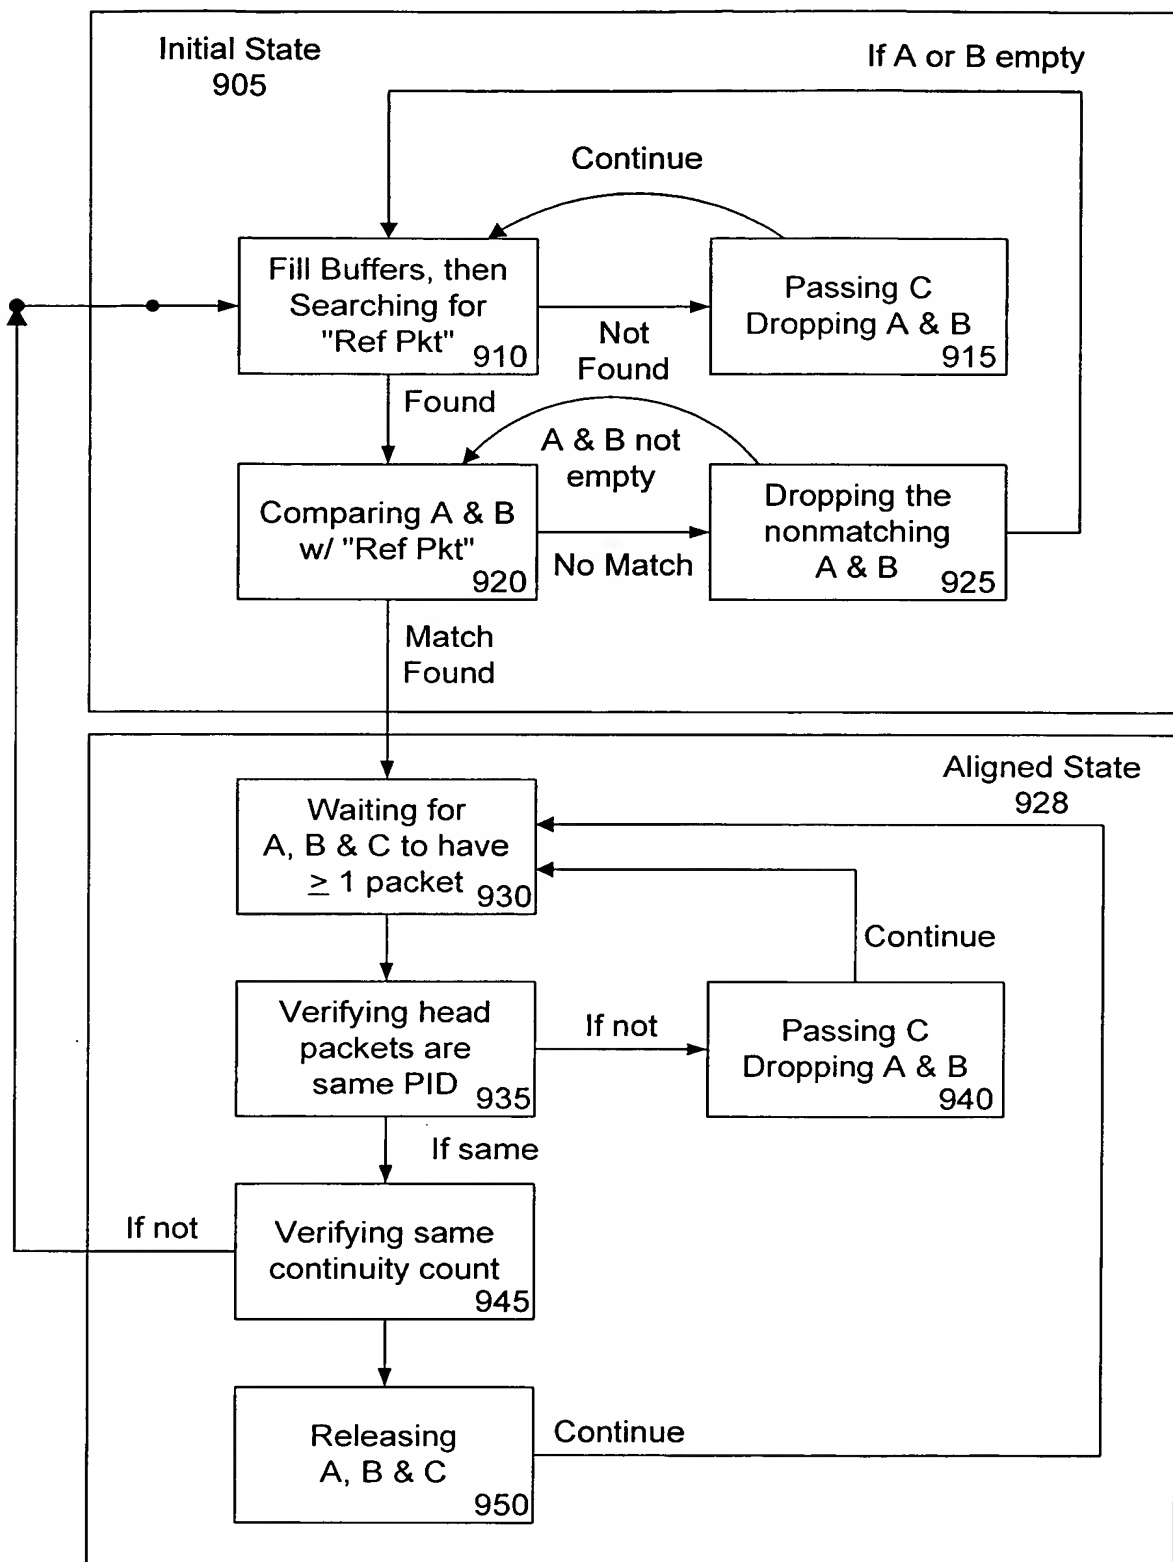 Initial State
905
If A or B empty
Continue
Fill Buffers, then
Searching for
"Ref Pkt"
910
Passing C
Dropping A & B
915
Not
Found
Found
A & B not
empty
Comparing A & B
w/ "Ref Pkt"
920
No Match
Dropping the
nonmatching
A & B
925
Match
Found
Aligned State
928
Waiting for
A, B & C to have
≥ 1 packet
930
Continue
Verifying head
packets are
same PID
935
If not
Passing C
Dropping A & B
940
If same
If not
Verifying same
continuity count
945
Releasing
A, B & C
950
Continue